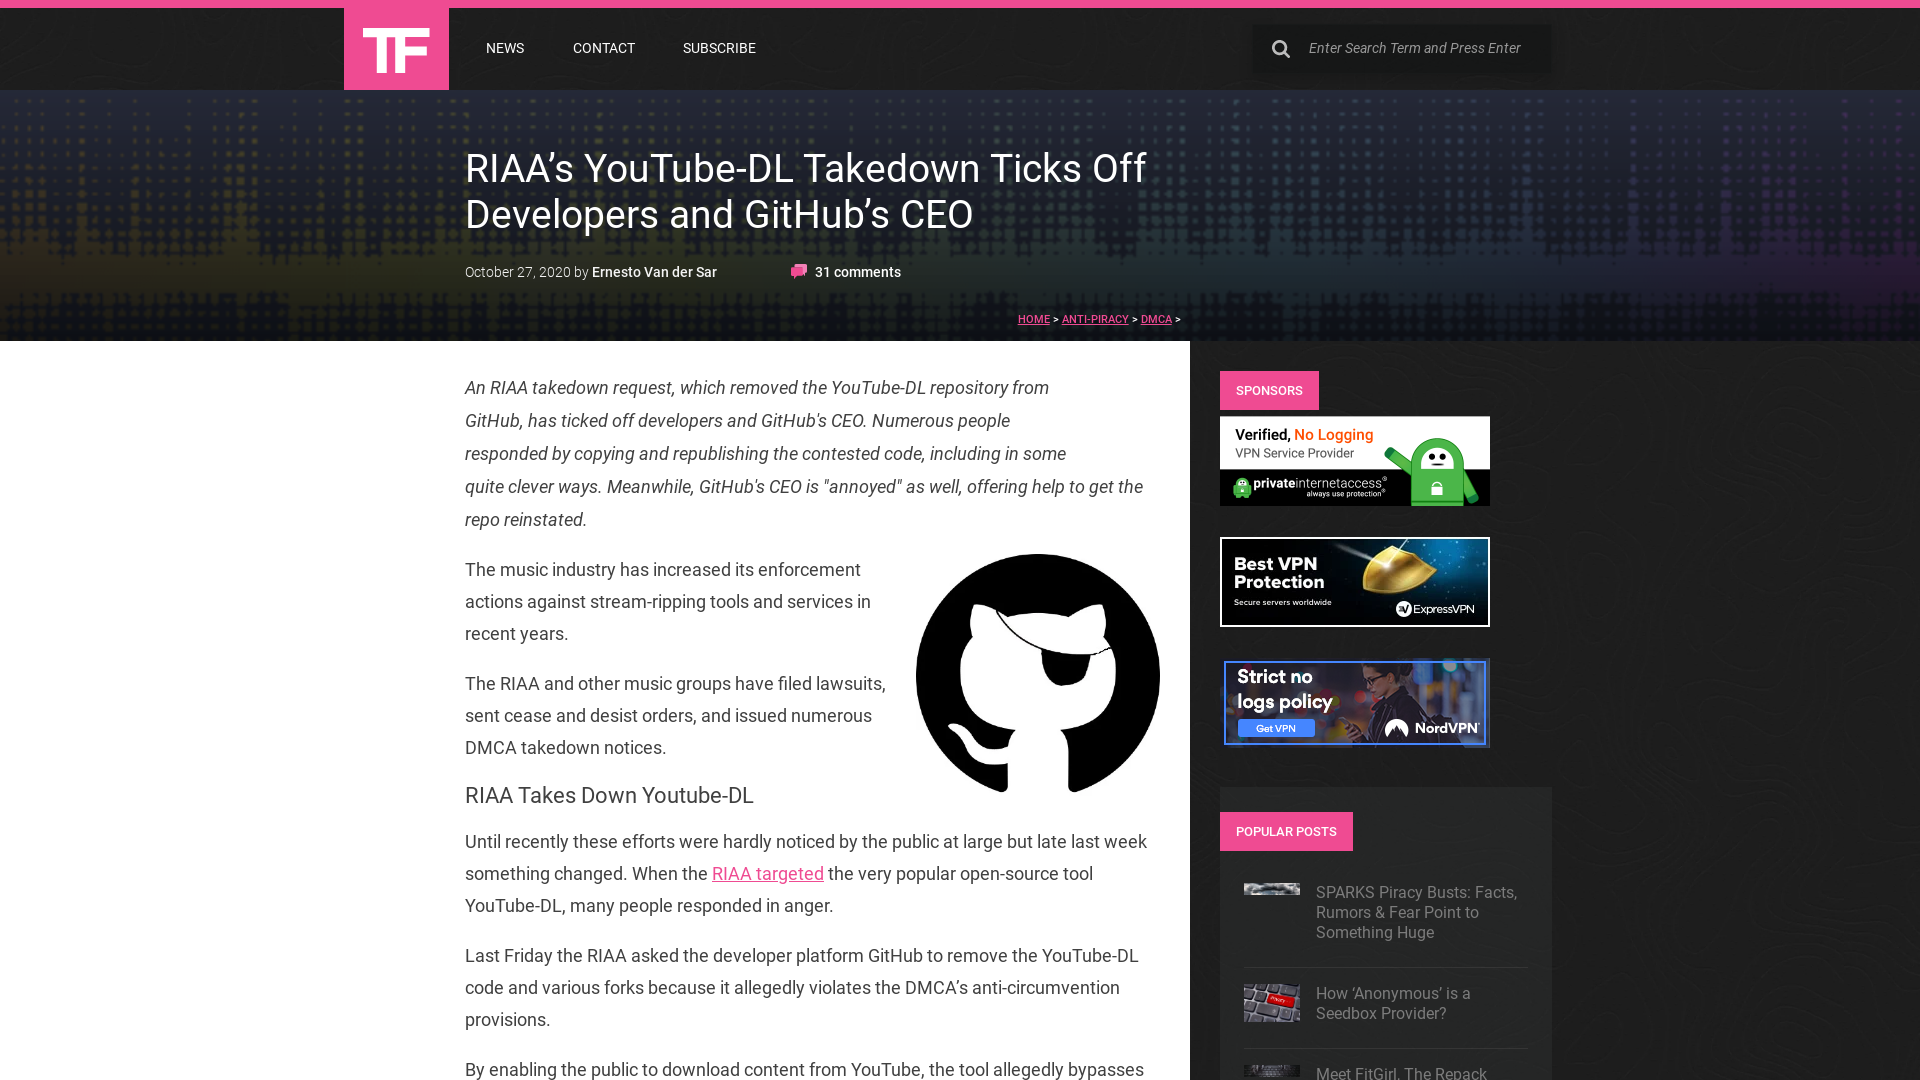 TF
NEWS
CONTACT
SUBSCRIBE
Enter Search Term and Press Enter
RIAA’s YouTube-DL Takedown Ticks Off
Developers and GitHub’s CEO
October 27, 2020 by Ernesto Van der Sar
31 comments
HOME > ANTI-PIRACY > DMCA >
An RIAA takedown request, which removed the YouTube-DL repository from
GitHub, has ticked off developers and GitHub's CEO. Numerous people
responded by copying and republishing the contested code, including in some
quite clever ways. Meanwhile, GitHub's CEO is "annoyed" as well, offering help to get the
repo reinstated.
The music industry has increased its enforcement
actions against stream-ripping tools and services in
recent years.
The RIAA and other music groups have filed lawsuits,
sent cease and desist orders, and issued numerous
DMCA takedown notices.
RIAA Takes Down Youtube-DL
Until recently these efforts were hardly noticed by the public at large but late last week
something changed. When the RIAA targeted the very popular open-source tool
YouTube-DL, many people responded in anger.
Last Friday the RIAA asked the developer platform GitHub to remove the YouTube-DL
code and various forks because it allegedly violates the DMCA’s anti-circumvention
provisions.
By enabling the public to download content from YouTube, the tool allegedly bypasses
SPONSORS
Verified, No Logging
VPN Service Provider
privateinternetaccess®
always use protection®
Best VPN
Protection
Secure servers worldwide
ExpressVPN
Strict no
logs policy
Get VPN
NordVPN
POPULAR POSTS
SPARKS Piracy Busts: Facts,
Rumors & Fear Point to
Something Huge
How ‘Anonymous’ is a
Seedbox Provider?
Meet FitGirl, The Repack